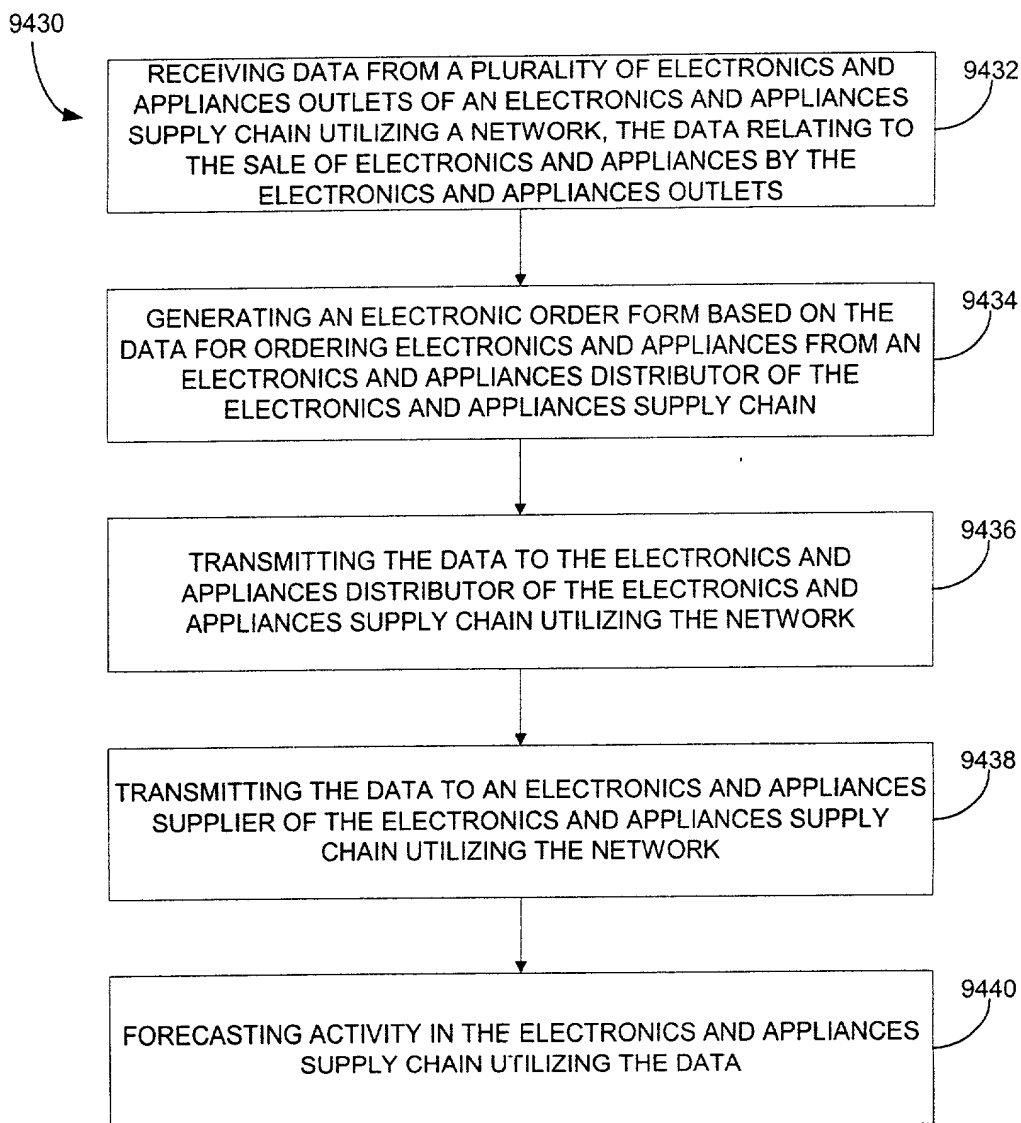 9430
RECEIVING DATA FROM A PLURALITY OF ELECTRONICS AND
APPLIANCES OUTLETS OF AN ELECTRONICS AND APPLIANCES
SUPPLY CHAIN UTILIZING A NETWORK, THE DATA RELATING TO
THE SALE OF ELECTRONICS AND APPLIANCES BY THE
ELECTRONICS AND APPLIANCES OUTLETS
9432
GENERATING AN ELECTRONIC ORDER FORM BASED ON THE
DATA FOR ORDERING ELECTRONICS AND APPLIANCES FROM AN
ELECTRONICS AND APPLIANCES DISTRIBUTOR OF THE
ELECTRONICS AND APPLIANCES SUPPLY CHAIN
9434
TRANSMITTING THE DATA TO THE ELECTRONICS AND
APPLIANCES DISTRIBUTOR OF THE ELECTRONICS AND
APPLIANCES SUPPLY CHAIN UTILIZING THE NETWORK
9436
TRANSMITTING THE DATA TO AN ELECTRONICS AND APPLIANCES
SUPPLIER OF THE ELECTRONICS AND APPLIANCES SUPPLY
CHAIN UTILIZING THE NETWORK
9438
FORECASTING ACTIVITY IN THE ELECTRONICS AND APPLIANCES
SUPPLY CHAIN UTILIZING THE DATA
9440